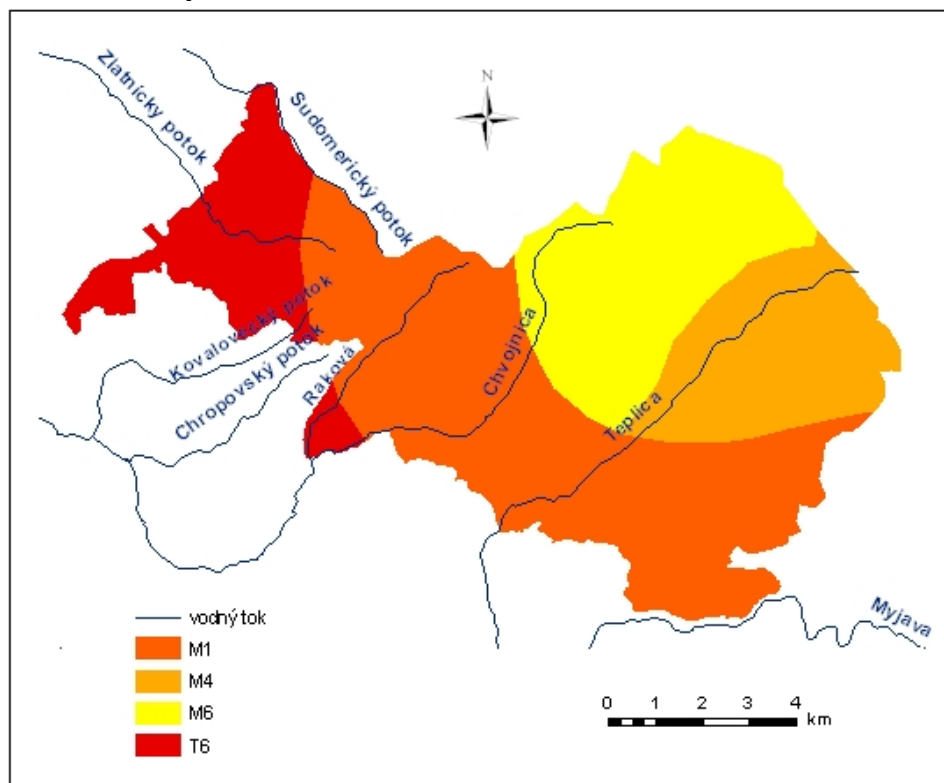 Zlatnícky potok
Sudomerický potok
N
Kovalovecký potok
Chropovský potok
Raková
Chvojnica
Teplica
Myjava
vodný tok
M1
M4
M6
T6
0 1 2 3 4
km